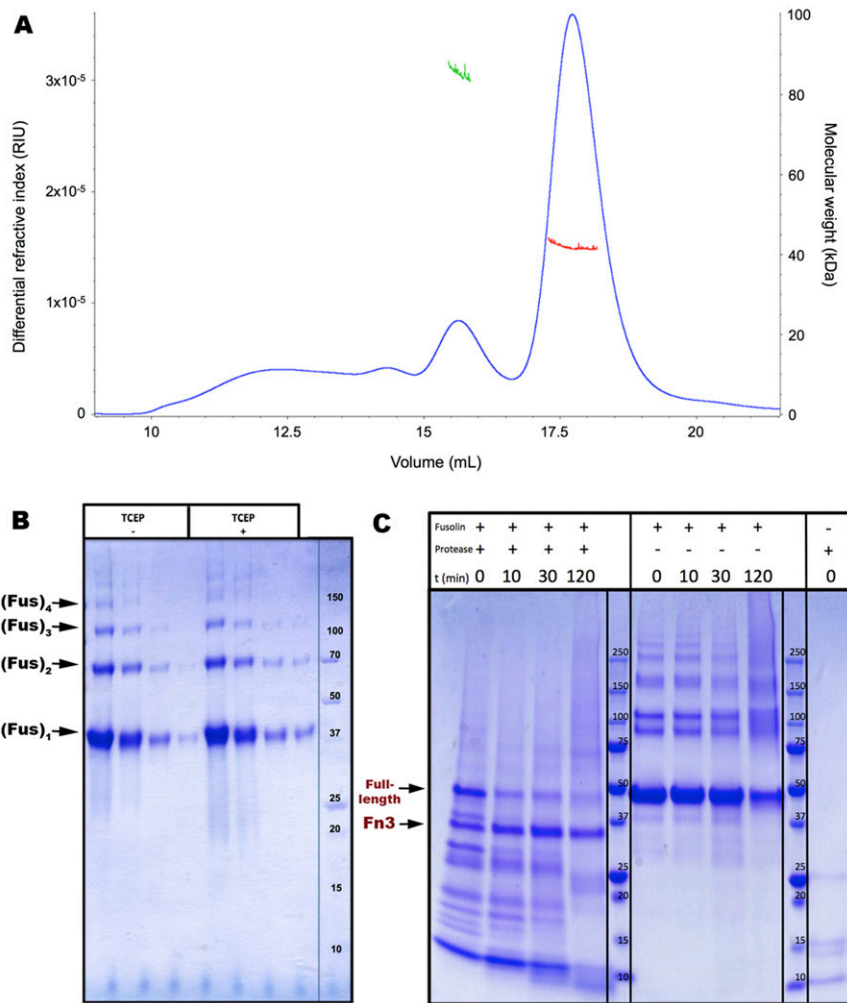 A
Differential refractive index (RIU)
3x10⁻⁵
2x10⁻⁵
1x10⁻⁵
0
100
80
60
40
20
0
Molecular weight (kDa)
10
12.5
15
17.5
20
Volume (mL)
B
TCEP
-
TCEP
+
(Fus)₄
(Fus)₃
(Fus)₂
(Fus)₁
150
100
70
50
37
25
20
15
10
C
Fusolin + + + + + + + + -
Protease + + + + - - - - +
t (min) 0 10 30 120 0 10 30 120 0
Full-
length
Fn3
250
150
100
75
50
37
25
20
15
10
250
150
100
75
50
37
25
20
15
10